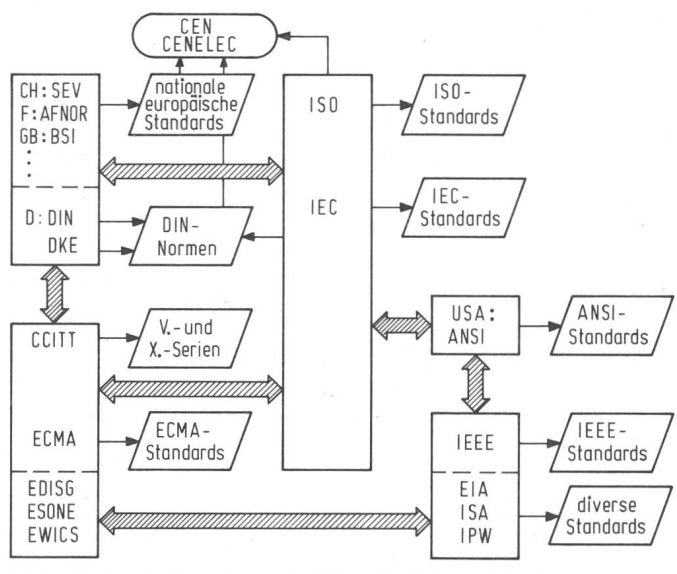 CEN
CENELEC
CH: SEV
F: AFNOR
GB: BSI
nationale
europäische
Standards
ISO
ISO-
Standards
IEC
IEC-
Standards
D: DIN
DKE
DIN-
Normen
CCITT
V.- und
X.-Serien
USA:
ANSI
ANSI-
Standards
ECMA
ECMA-
Standards
IEEE
IEEE-
Standards
EDISG
ESONE
EWICS
EIA
ISA
IPW
diverse
Standards